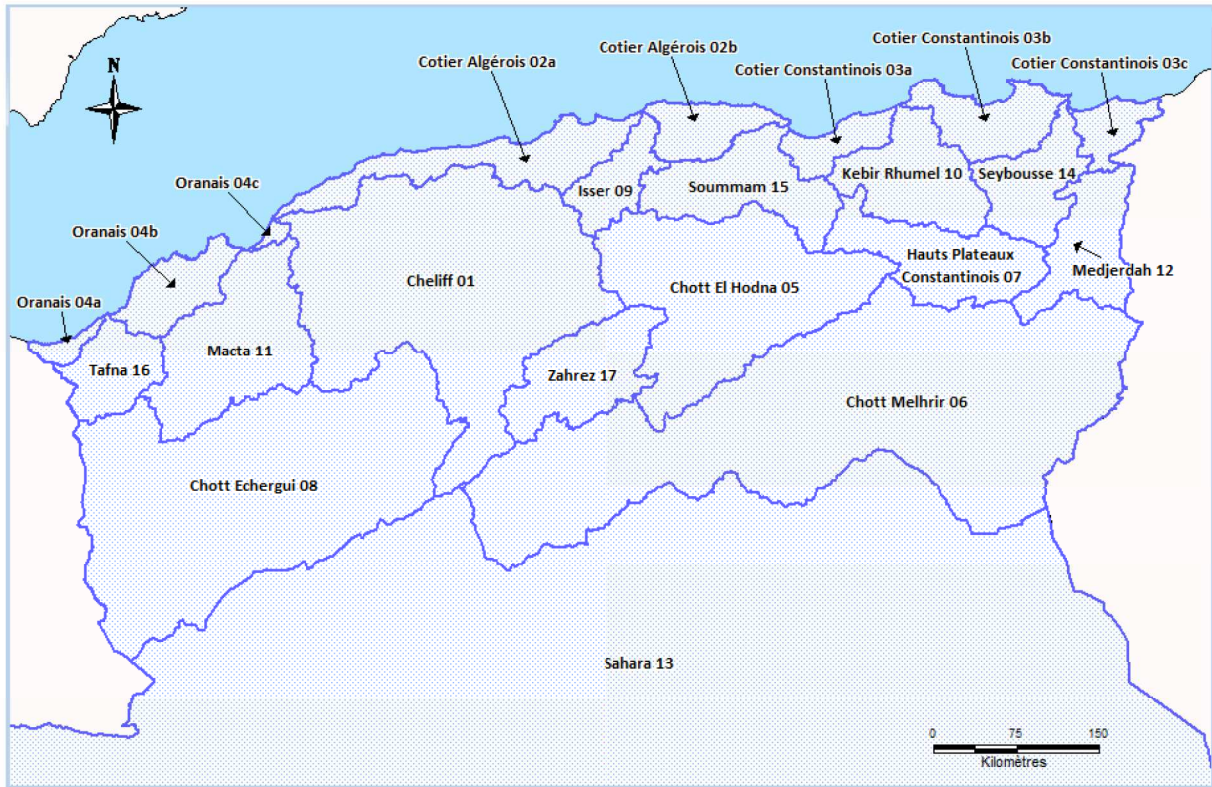 Cotier Constantinois 03b
Cotier Algérois 02b
Cotier Algérois 02a
Cotier Constantinois 03c
Cotier Constantinois 03a
N
Oranais 04c
Isser 09
Soummam 15
Kebir Rhumel 10
Seybousse 14
Oranais 04b
Hauts Plateaux
Constantinois 07
Medjerdah 12
Cheliff 01
Chott El Hodna 05
Oranais 04a
Macta 11
Tafna 16
Zahrez 17
Chott Melhrir 06
Chott Echergui 08
Sahara 13
0 75 150
Kilomètres